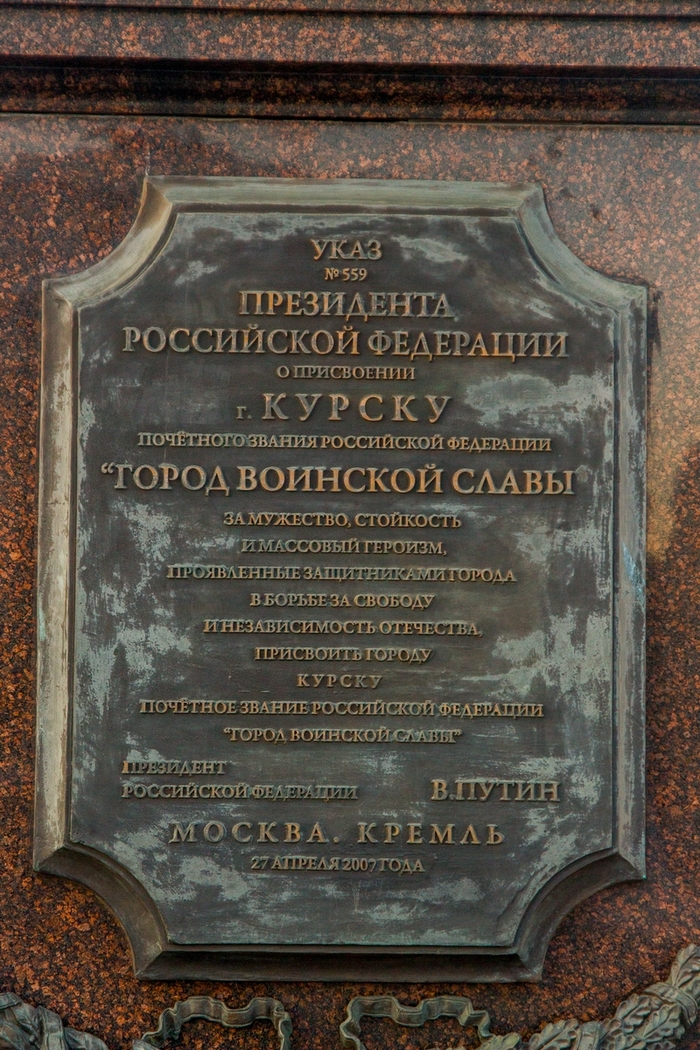 УКАЗ
№ 559
ПРЕЗИДЕНТА
РОССИЙСКОЙ ФЕДЕРАЦИИ
О ПРИСВОЕНИИ
г. КУРСКУ
ПОЧЁТНОГО ЗВАНИЯ РОССИЙСКОЙ ФЕДЕРАЦИИ
“ГОРОД ВОИНСКОЙ СЛАВЫ
ЗА МУЖЕСТВО, СТОЙКОСТЬ
И МАССОВЫЙ ГЕРОИЗМ,
ПРОЯВЛЕННЫЕ ЗАЩИТНИКАМИ ГОРОДА
В БОРЬБЕ ЗА СВОБОДУ
И НЕЗАВИСИМОСТЬ ОТЕЧЕСТВА,
ПРИСВОИТЬ ГОРОДУ
КУРСКУ
ПОЧЁТНОЕ ЗВАНИЕ РОССИЙСКОЙ ФЕДЕРАЦИИ
“ГОРОД ВОИНСКОЙ СЛАВЫ”
ПРЕЗИДЕНТ
РОССИЙСКОЙ ФЕДЕРАЦИИ В.ПУТИН
МОСКВА. КРЕМЛЬ
27 АПРЕЛЯ 2007 ГОДА